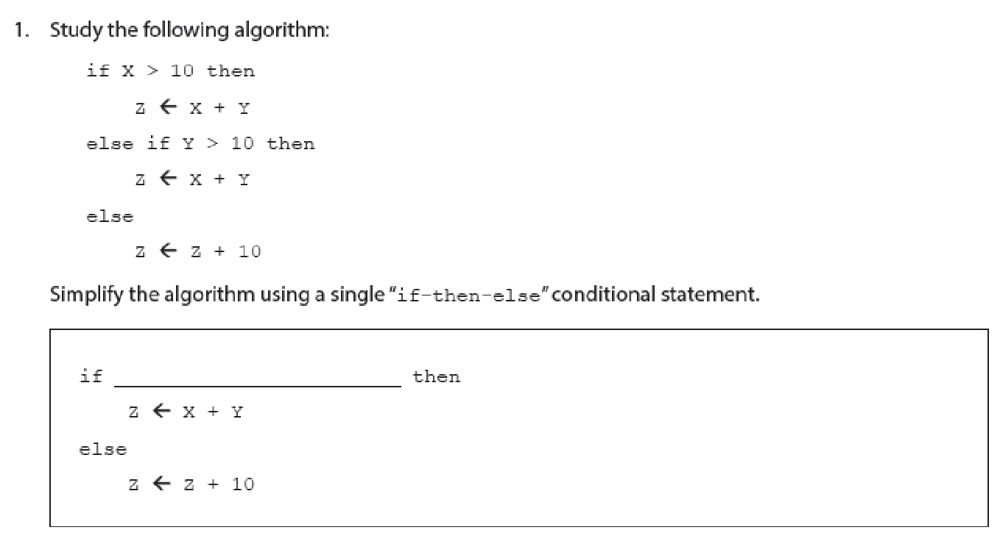 1. Study the following algorithm:
if X > 10 then
Z ← X + Y
else if Y > 10 then
Z ← X + Y
else
Z ← Z + 10
Simplify the algorithm using a single “if-then-else” conditional statement.
if ____________________ then
Z ← X + Y
else
Z ← Z + 10